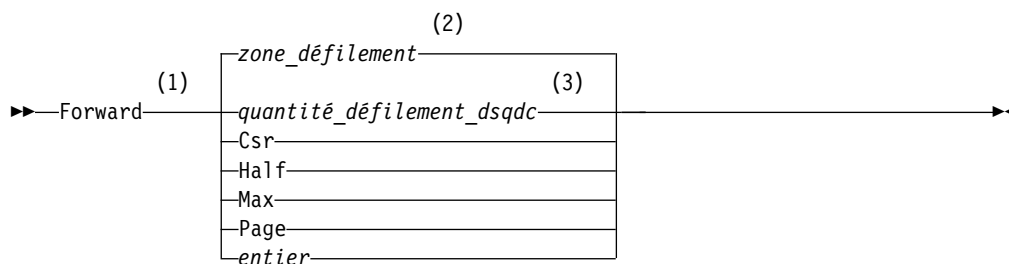 (2)
zone_défilement
(1) (3)
Forward quantité_défilement_dsqdc
Csr
Half
Max
Page
entier